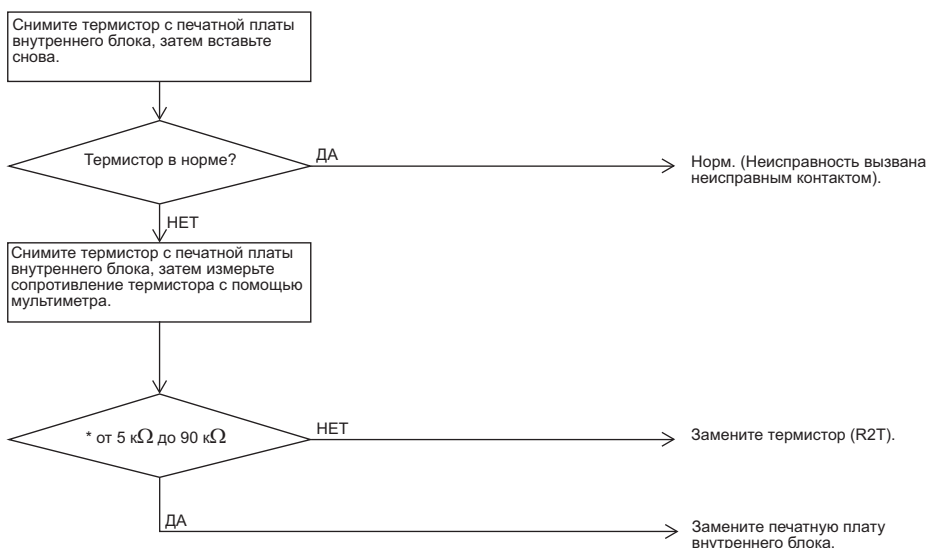 Снимите термистор с печатной платы
внутреннего блока, затем вставьте
снова.
Термистор в норме?
ДА
Норм. (Неисправность вызвана
неисправным контактом).
НЕТ
Снимите термистор с печатной платы
внутреннего блока, затем измерьте
сопротивление термистора с помощью
мультиметра.
* от 5 кΩ до 90 кΩ
НЕТ
Замените термистор (R2T).
ДА
Замените печатную плату
внутреннего блока.